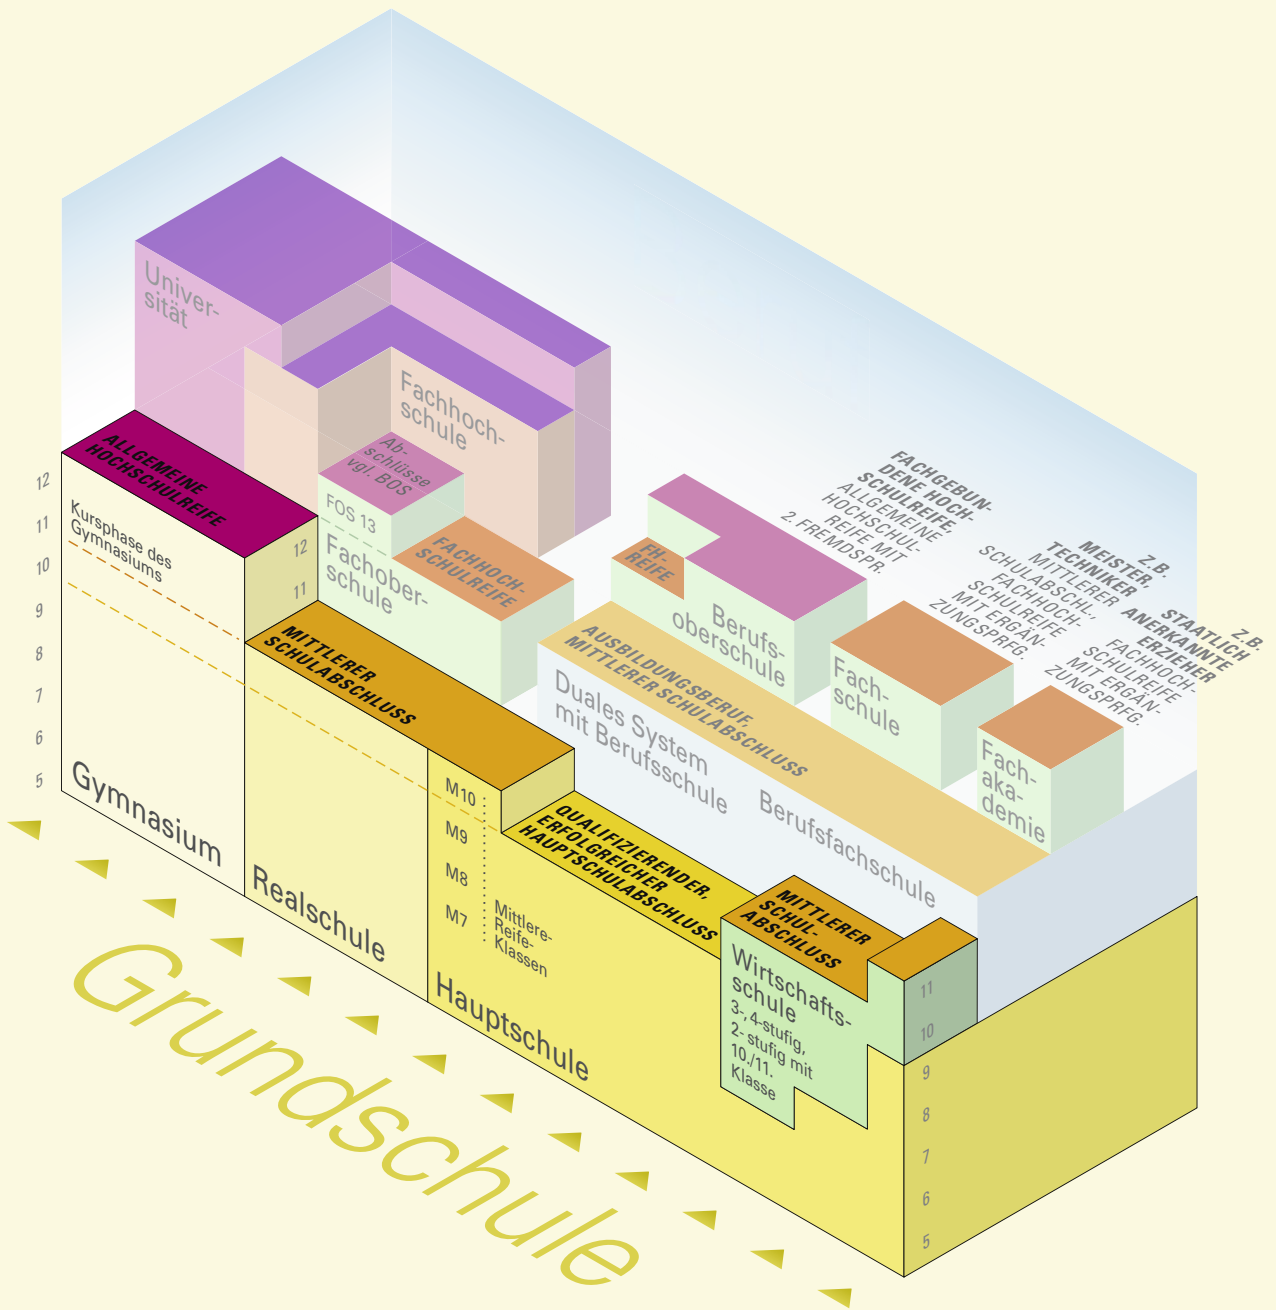 Univer-
sität
Fachhoch-
schule
Ab-
schlüsse
vgl. BOS
FOS 13
FACHHOCH-
SCHULREIFE
Fachober-
schule
ALLGEMEINE
HOCHSCHULREIFE
Kursphase des
Gymnasiums
12
11
10
9
8
7
6
5
12
11
Gymnasium
MITTLERER
SCHULABSCHLUSS
Realschule
M10
M9
M8
M7
Mittlere-
Reife-
Klassen
Hauptschule
QUALIFIZIERENDER,
ERFOLGREICHER
HAUPTSCHULABSCHLUSS
FH-
REIFE
Berufs-
oberschule
AUSBILDUNGSBERUF,
MITTLERER SCHULABSCHLUSS
Duales System
mit Berufsschule
Berufsfachschule
Fach-
schule
Fach-
aka-
demie
FACHGEBUN-
DENE HOCH-
SCHULREIFE,
ALLGEMEINE
HOCHSCHUL-
REIFE MIT
2. FREMDSPR.
Z.B.
MEISTER,
TECHNIKER
MITTLERER
SCHULABSCHL.,
FACHHOCH-
SCHULREIFE
MIT ERGÄN-
ZUNGSPRFG.
Z.B.
STAATLICH
ANERKANNTE
ERZIEHER
FACHHOCH-
SCHULREIFE
MIT ERGÄN-
ZUNGSPRFG.
MITTLERER
SCHUL-
ABSCHLUSS
Wirtschafts-
schule
3-, 4-stufig,
2- stufig mit
10./11.
Klasse
11
10
9
8
7
6
5
Grundschule